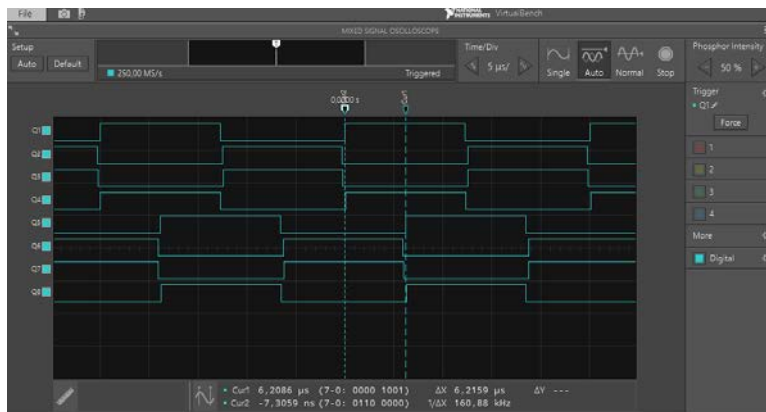 File
NATIONAL INSTRUMENTS VirtualBench
MIXED SIGNAL OSCILLOSCOPE
Setup
Auto Default
250,00 MS/s
Triggered
Time/Div
5 µs/
Single Auto Normal Stop
Phosphor Intensity
50 %
Trigger
Q1
Force
0,0000 s
Q1
Q2
Q3
Q4
Q5
Q6
Q7
Q8
1
2
3
4
More
Digital
Cur1 6,2086 µs (7-0: 0000 1001) ΔX 6,2159 µs ΔY ---
Cur2 -7,3059 ns (7-0: 0110 0000) 1/ΔX 160,88 kHz